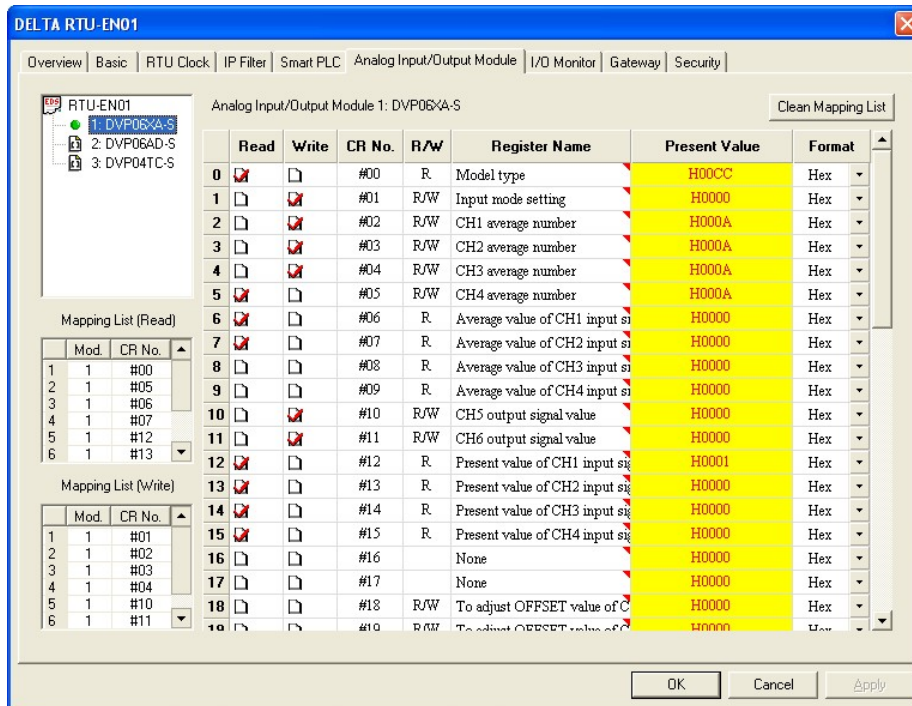 DELTA RTU-EN01
Overview Basic RTU Clock IP Filter Smart PLC Analog Input/Output Module I/O Monitor Gateway Security
EDS RTU-EN01
1: DVP06XA-S
2: DVP06AD-S
3: DVP04TC-S
Mapping List (Read)
Mod. CR No.
1 1 #00
2 1 #05
3 1 #06
4 1 #07
5 1 #12
6 1 #13
Mapping List (Write)
Mod. CR No.
1 1 #01
2 1 #02
3 1 #03
4 1 #04
5 1 #10
6 1 #11
Analog Input/Output Module 1: DVP06XA-S Clean Mapping List
Read Write CR No. R/W Register Name Present Value Format
0 #00 R Model type H00CC Hex
1 #01 R/W Input mode setting H0000 Hex
2 #02 R/W CH1 average number H000A Hex
3 #03 R/W CH2 average number H000A Hex
4 #04 R/W CH3 average number H000A Hex
5 #05 R/W CH4 average number H000A Hex
6 #06 R Average value of CH1 input si H0000 Hex
7 #07 R Average value of CH2 input si H0000 Hex
8 #08 R Average value of CH3 input si H0000 Hex
9 #09 R Average value of CH4 input si H0000 Hex
10 #10 R/W CH5 output signal value H0000 Hex
11 #11 R/W CH6 output signal value H0000 Hex
12 #12 R Present value of CH1 input sig H0001 Hex
13 #13 R Present value of CH2 input sig H0000 Hex
14 #14 R Present value of CH3 input sig H0000 Hex
15 #15 R Present value of CH4 input sig H0000 Hex
16 #16 None H0000 Hex
17 #17 None H0000 Hex
18 #18 R/W To adjust OFFSET value of C H0000 Hex
19 #19 R/W To adjust OFFSET value of C H0000 Hex
OK Cancel Apply